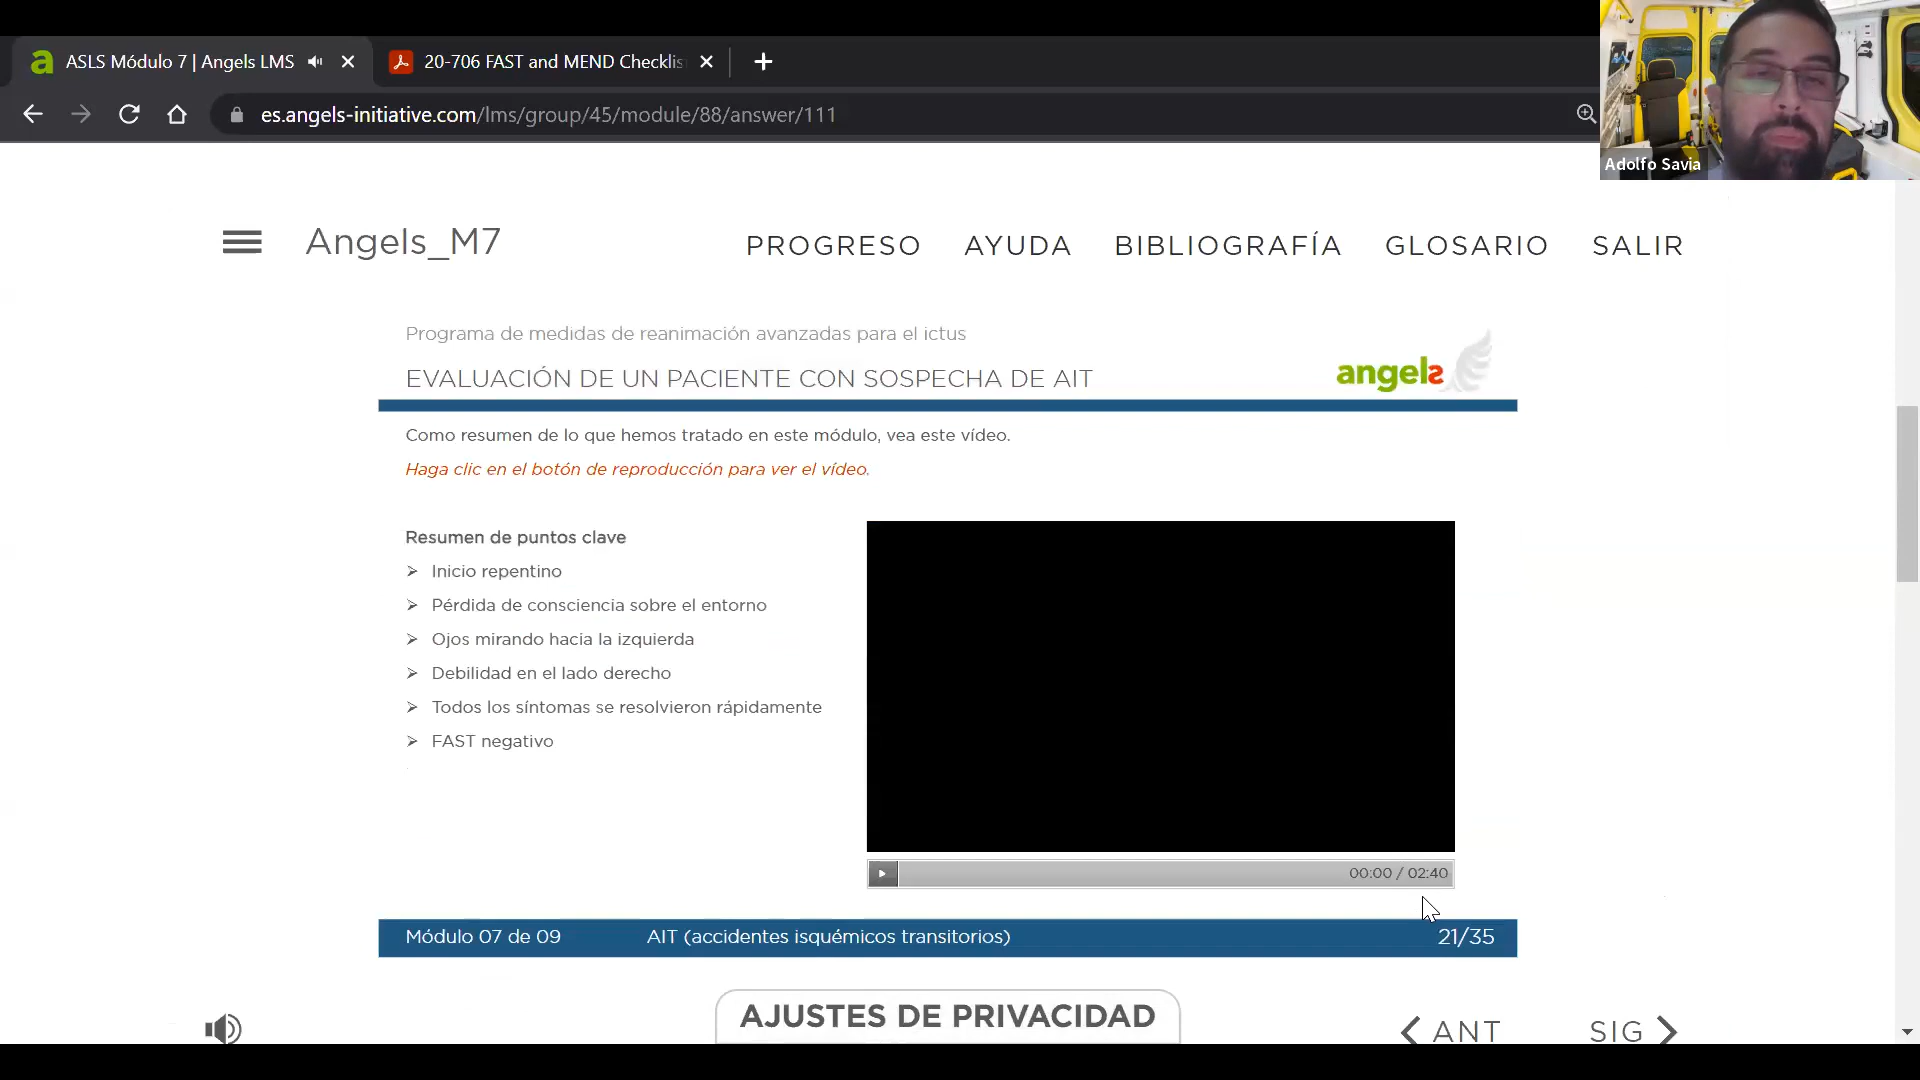 ASLS Módulo 7 | Angels LMS
20-706 FAST and MEND Checklis
es.angels-initiative.com/lms/group/45/module/88/answer/111
Adolfo Savia
Angels_M7
PROGRESO AYUDA BIBLIOGRAFÍA GLOSARIO SALIR
Programa de medidas de reanimación avanzadas para el ictus
EVALUACIÓN DE UN PACIENTE CON SOSPECHA DE AIT
angels
Como resumen de lo que hemos tratado en este módulo, vea este vídeo.
Haga clic en el botón de reproducción para ver el vídeo.
Resumen de puntos clave
Inicio repentino
Pérdida de consciencia sobre el entorno
Ojos mirando hacia la izquierda
Debilidad en el lado derecho
Todos los síntomas se resolvieron rápidamente
FAST negativo
00:00 / 02:40
Módulo 07 de 09 AIT (accidentes isquémicos transitorios) 21/35
AJUSTES DE PRIVACIDAD
ANT SIG